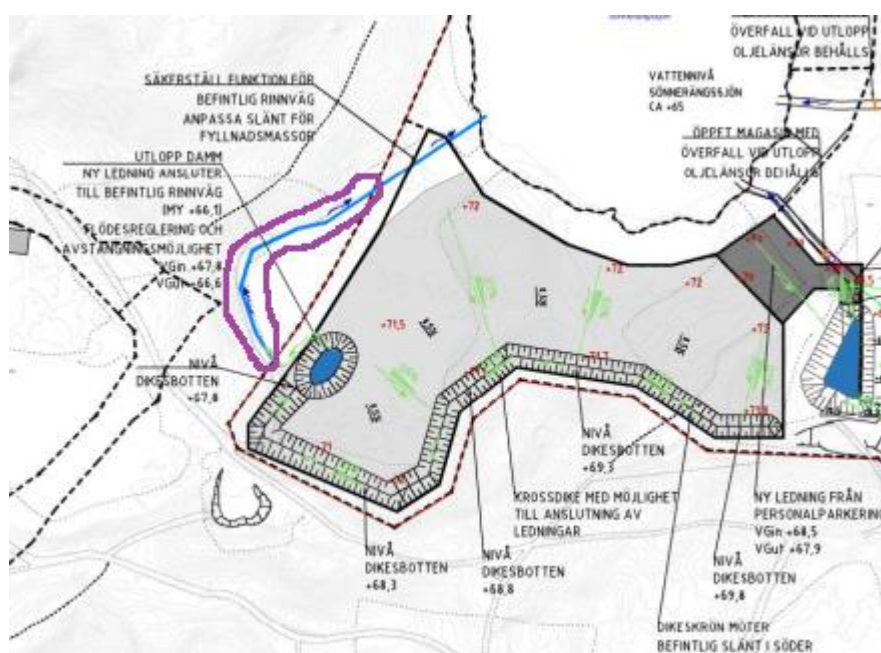 SÄKERSTÄLL FUNKTION FÖR
BEFINTLIG RINNVÄG
ANPASSA SLÄNT FÖR
FYLLNADSMASSOR
UTLOPP DAMM
NY LEDNING ANSLUTER
TILL BEFINTLIG RINNVÄG
(MY +66,1)
FLÖDESREGLERING OCH
AVSTÄNGNINGSMÖJLIGHET
VGin +67,8
VGut +66,6
NIVÅ
DIKESBOTTEN
+67,8
ÖVERFALL VID UTLOPP
OLJELÄNSOR BEHÅLLS
VATTENNIVÅ
SÖNNERÄNGSSJÖN
CA +65
ÖPPET MAGASIN MED
ÖVERFALL VID UTLOPP
OLJELÄNSOR BEHÅLLS
+72
+72
+72
+71,5
+72
+71
NIVÅ
DIKESBOTTEN
+69,3
KROSSDIKE MED MÖJLIGHET
TILL ANSLUTNING AV
LEDNINGAR
NY LEDNING FRÅN
PERSONALPARKERING
VGin +68,5
VGut +67,9
NIVÅ
DIKESBOTTEN
+68,3
NIVÅ
DIKESBOTTEN
+68,8
NIVÅ
DIKESBOTTEN
+69,8
DIKESKRÖN MÖTER
BEFINTLIG SLÄNT I SÖDER